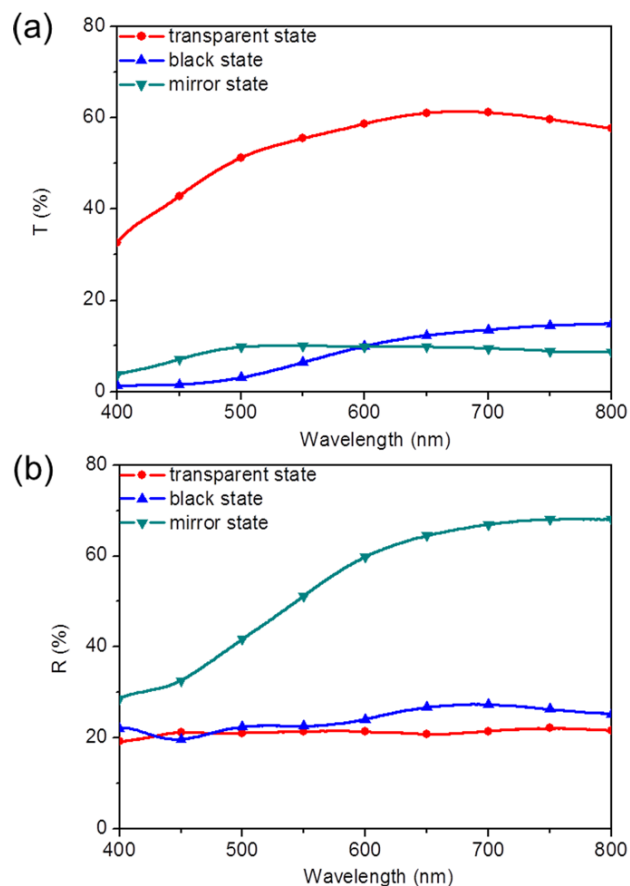 (a)
80
60
40
20
0
T (%)
transparent state
black state
mirror state
400 500 600 700 800
Wavelength (nm)
(b)
80
60
40
20
0
R (%)
transparent state
black state
mirror state
400 500 600 700 800
Wavelength (nm)